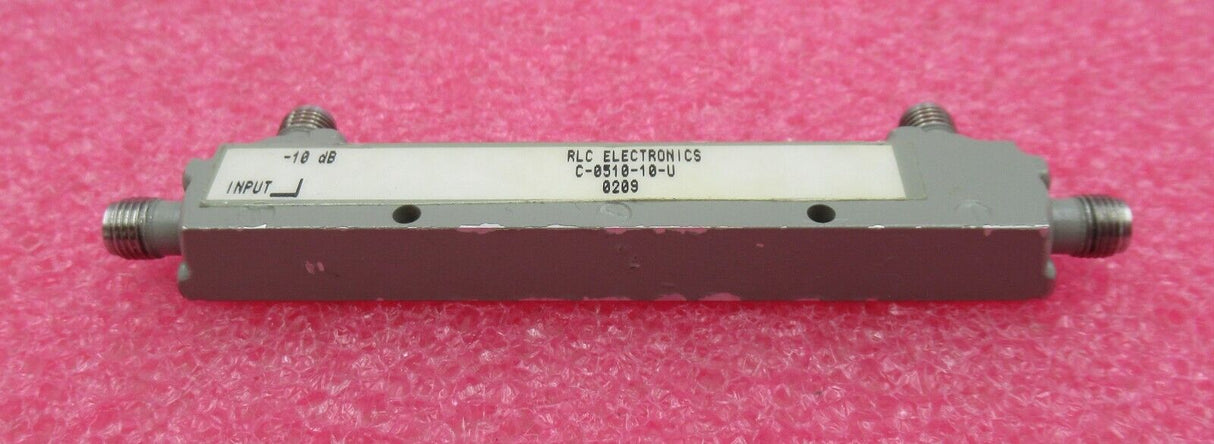 -10 dB
INPUT
RLC ELECTRONICS
C-0510-10-U
0209